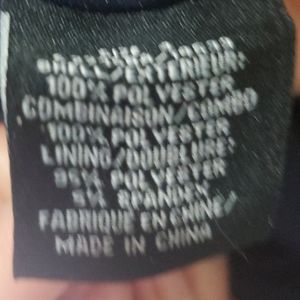 SHELL/EXTERIEUR:
100% POLYESTER
COMBINAISON/COMBO
100% POLYESTER
LINING/DOUBLURE:
95% POLYESTER
5% SPANDEX
FABRIQUE EN CHINE/
MADE IN CHINA